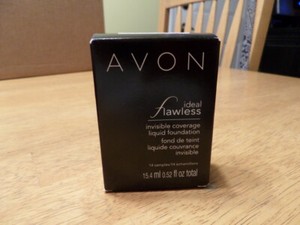 AVON
ideal
flawless
invisible coverage
liquid foundation
fond de teint
liquide couvrance
invisible
15.4 ml 0.52 fl oz total